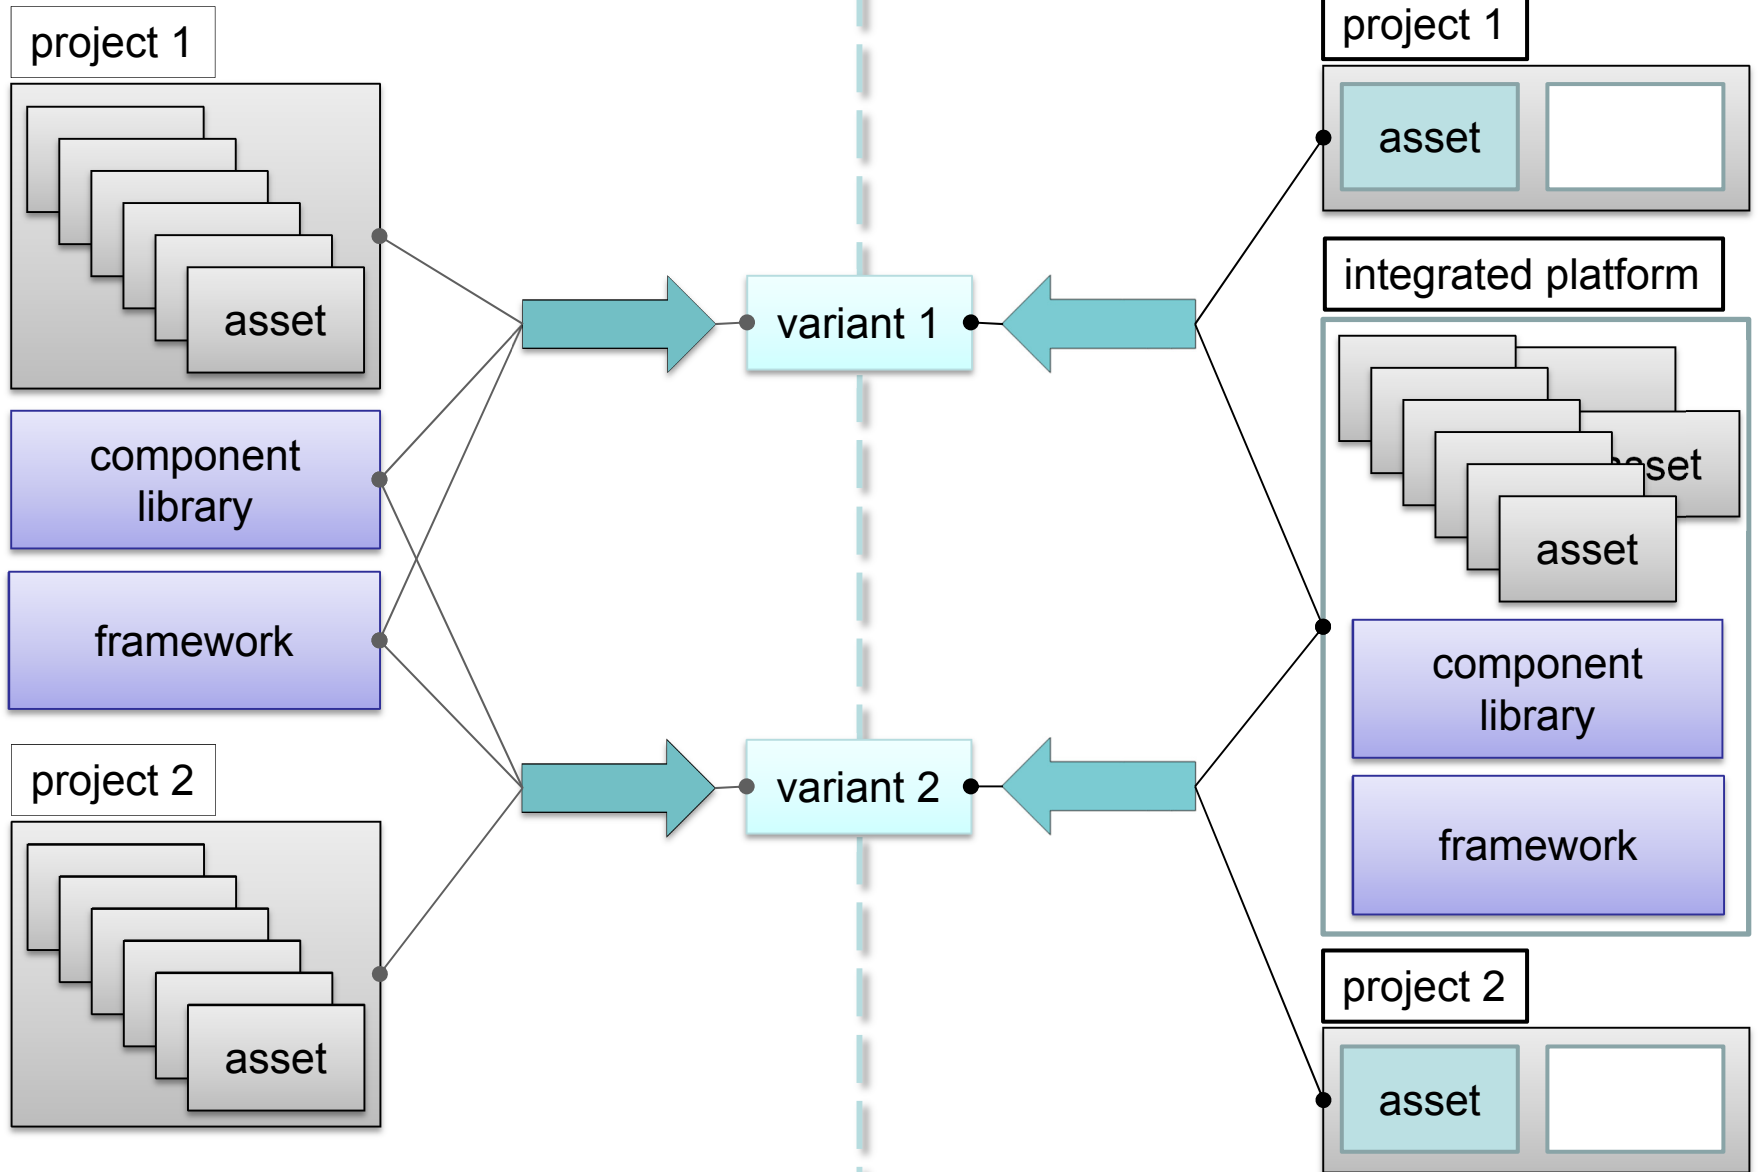 project 1
asset
component
library
framework
project 2
asset
variant 1
variant 2
project 1
asset
integrated platform
asset
asset
component
library
framework
project 2
asset